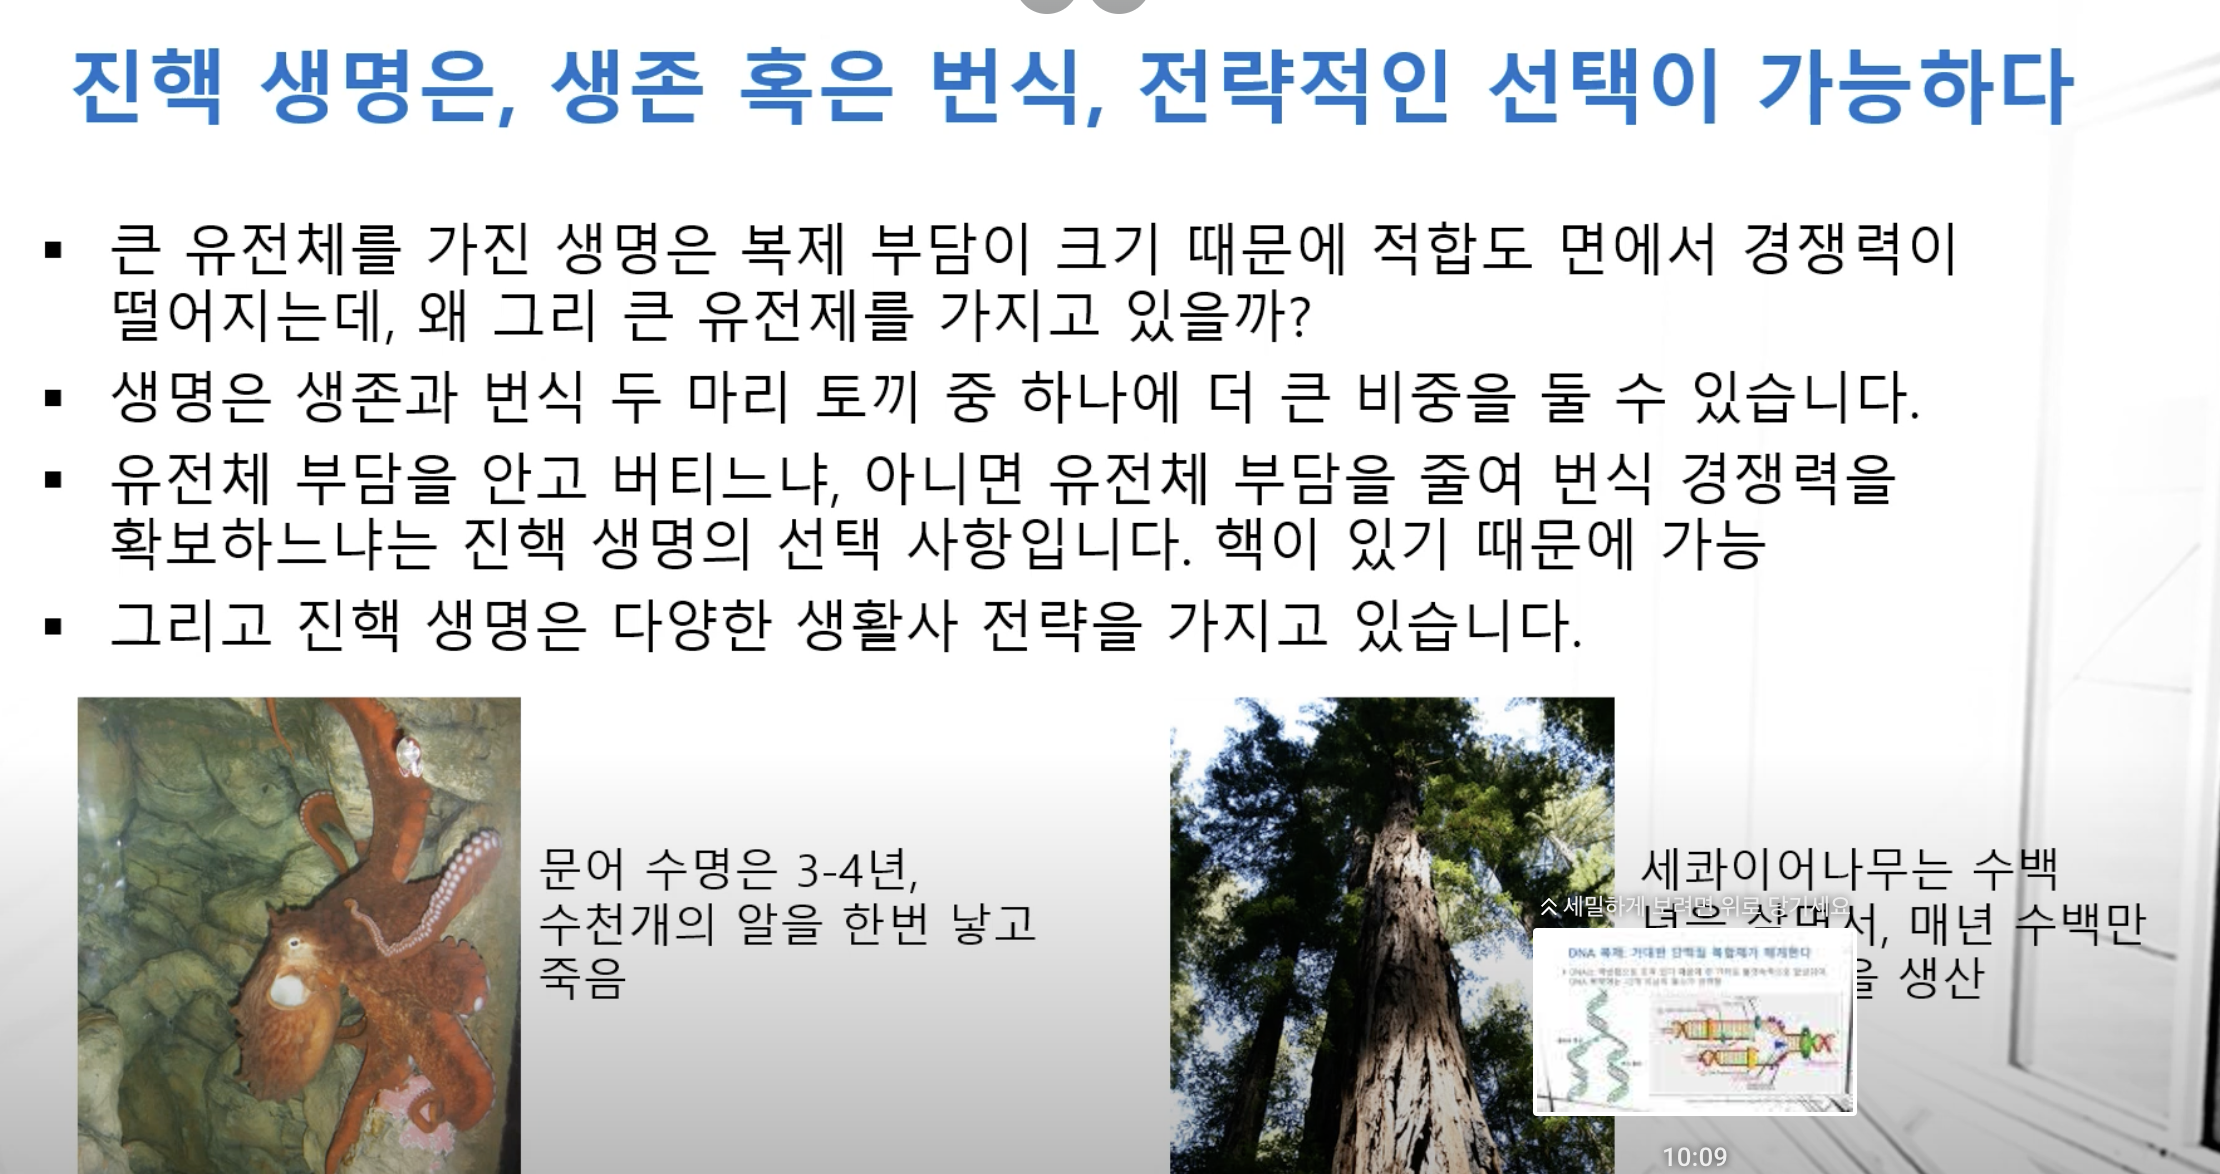 진핵 생명은, 생존 혹은 번식, 전략적인 선택이 가능하다
▪ 큰 유전체를 가진 생명은 복제 부담이 크기 때문에 적합도 면에서 경쟁력이
떨어지는데, 왜 그리 큰 유전제를 가지고 있을까?
▪ 생명은 생존과 번식 두 마리 토끼 중 하나에 더 큰 비중을 둘 수 있습니다.
▪ 유전체 부담을 안고 버티느냐, 아니면 유전체 부담을 줄여 번식 경쟁력을
확보하느냐는 진핵 생명의 선택 사항입니다. 핵이 있기 때문에 가능
▪ 그리고 진핵 생명은 다양한 생활사 전략을 가지고 있습니다.
문어 수명은 3-4년,
수천개의 알을 한번 낳고
죽음
세콰이어나무는 수백
년을 살면서, 매년 수백만
을 생산
세밀하게 보려면 위로 당기세요
DNA 복제: 거대한 단백질 복합체가 매개한다
10:09